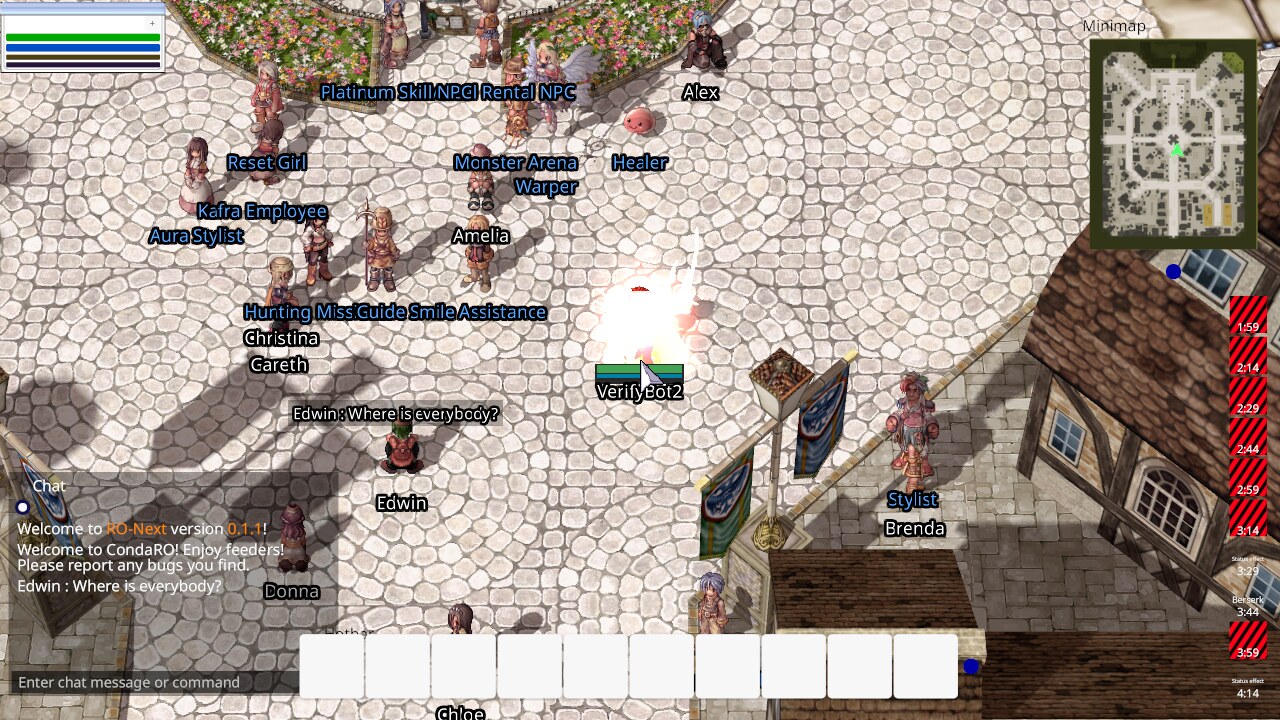 Minimap
Platinum Skill NPC
Rental NPC
Alex
Reset Girl
Monster Arena
Healer
Warper
Kafra Employee
Aura Stylist
Amelia
Guide
Smile Assistance
Christina
Gareth
VerifyBot2
Edwin : Where is everybody?
Edwin
Stylist
Brenda
Chat
Welcome to RO-Next version 0.1.1!
Welcome to CondaRO! Enjoy feeders!
Please report any bugs you find.
Edwin : Where is everybody?
Donna
Enter chat message or command
Chloe
1:59
2:14
2:29
2:44
2:59
3:14
Status effect
3:29
Berserk
3:44
3:59
Status effect
4:14